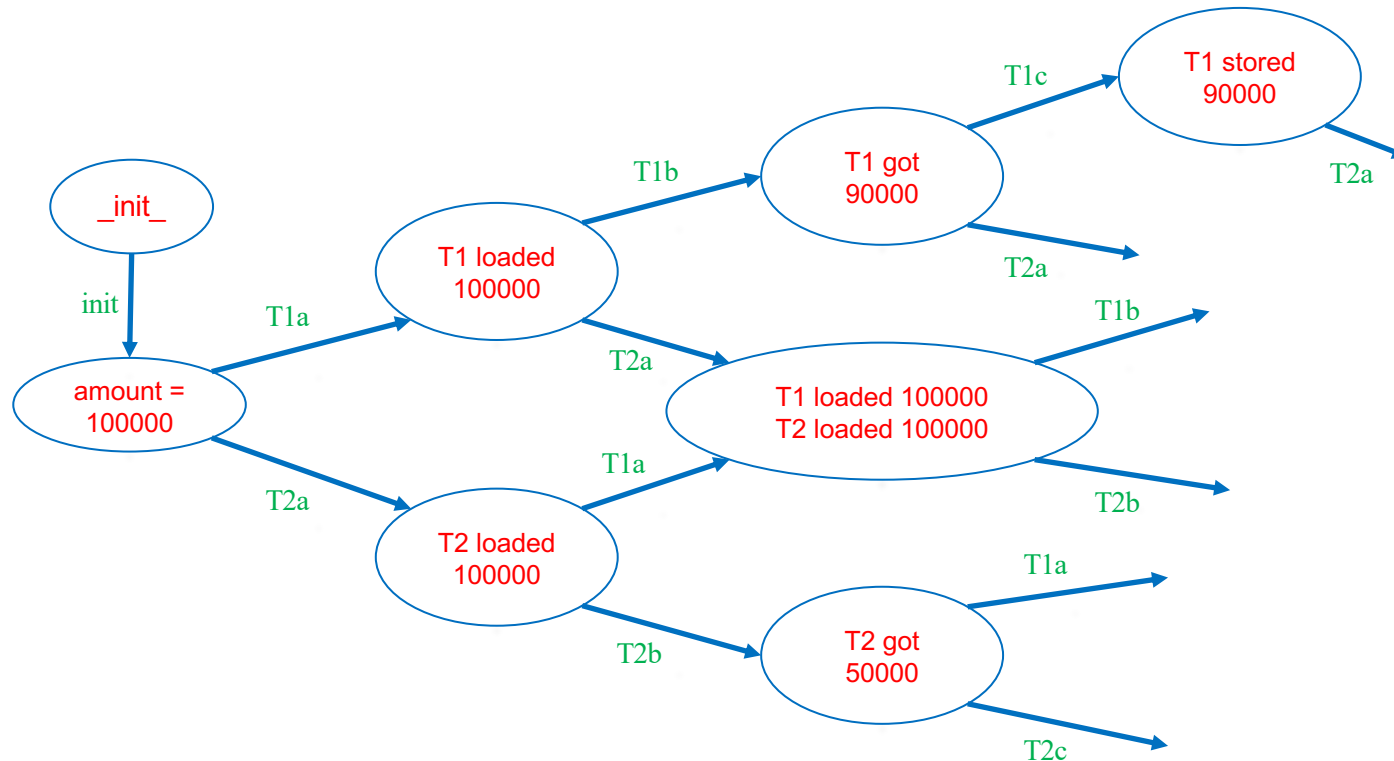 T1 stored
90000
T1c
T2a
T1 got
90000
T1b
T2a
_init_
init
T1 loaded
100000
T1a
T2a
T1b
amount =
100000
T1 loaded 100000
T2 loaded 100000
T1a
T2a
T2b
T2 loaded
100000
T1a
T2b
T2 got
50000
T2c